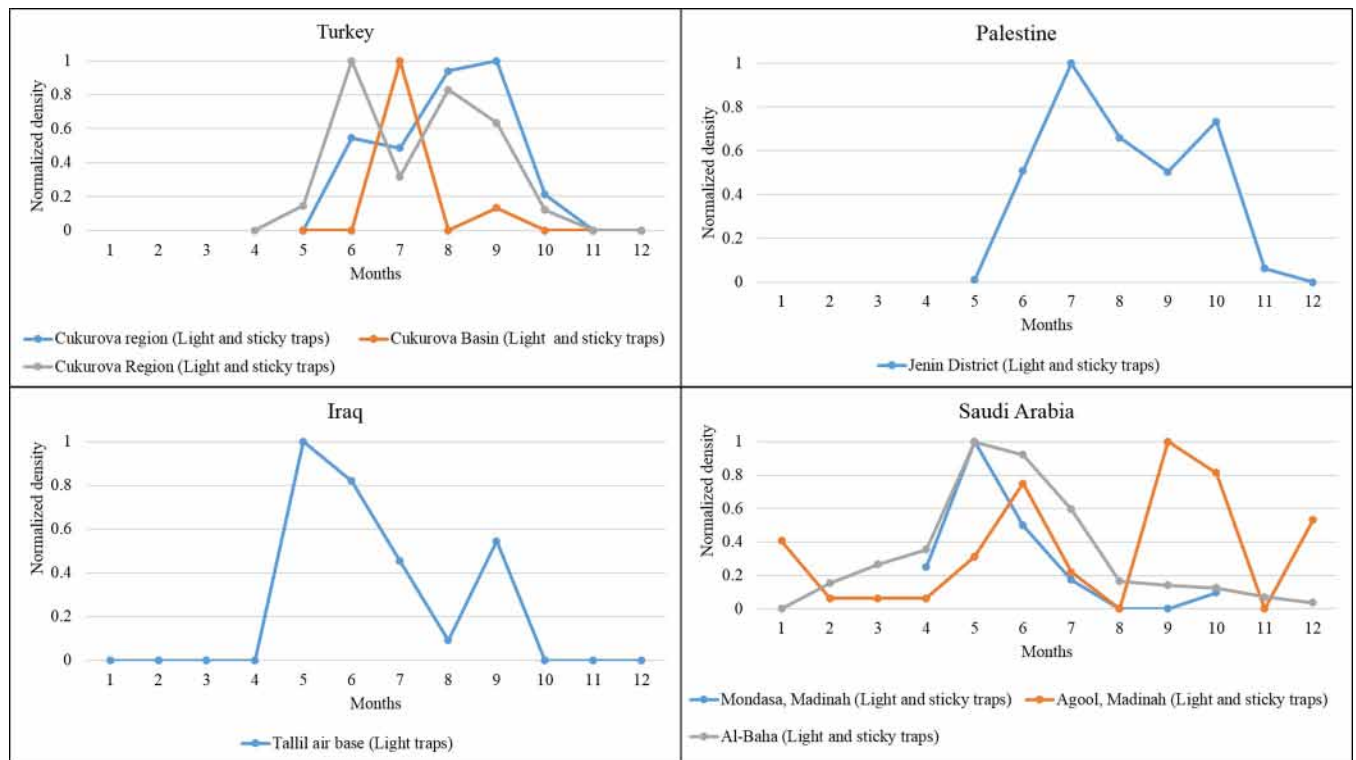 Turkey
Normalized density
1
0.8
0.6
0.4
0.2
0
1 2 3 4 5 6 7 8 9 10 11 12
Months
Cukurova region (Light and sticky traps)
Cukurova Basin (Light and sticky traps)
Cukurova Region (Light and sticky traps)
Palestine
Normalized density
1
0.8
0.6
0.4
0.2
0
1 2 3 4 5 6 7 8 9 10 11 12
Months
Jenin District (Light and sticky traps)
Iraq
Normalized density
1
0.8
0.6
0.4
0.2
0
1 2 3 4 5 6 7 8 9 10 11 12
Months
Tallil air base (Light traps)
Saudi Arabia
Normalized density
1
0.8
0.6
0.4
0.2
0
1 2 3 4 5 6 7 8 9 10 11 12
Months
Mondasa, Madinah (Light and sticky traps)
Agool, Madinah (Light and sticky traps)
Al-Baha (Light and sticky traps)